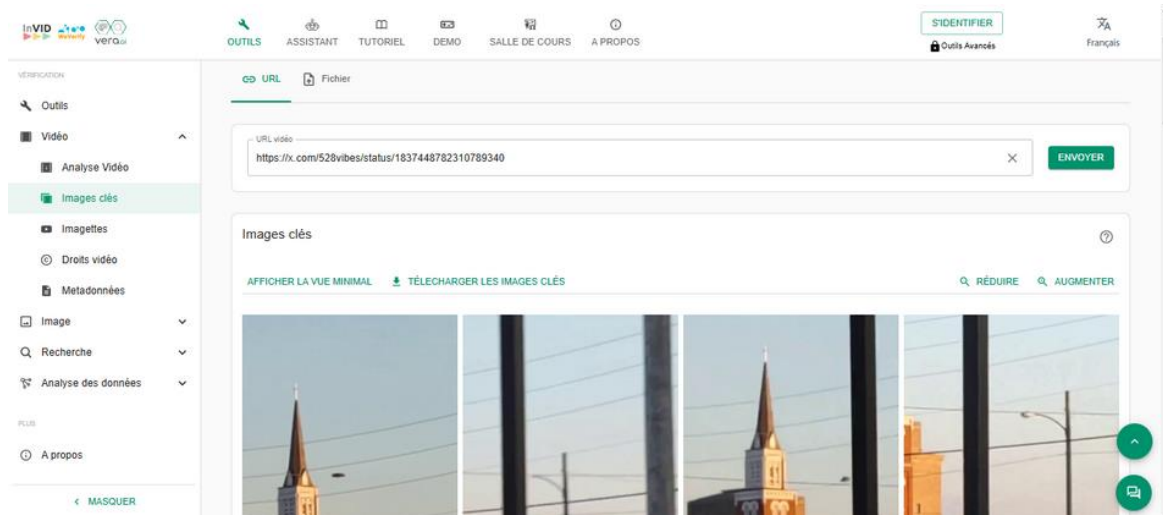 InVID WeVerify vera.ai
OUTILS ASSISTANT TUTORIEL DEMO SALLE DE COURS A PROPOS
S'IDENTIFIER
Outils Avancés
Français
VÉRIFICATION
Outils
Vidéo
Analyse Vidéo
Images clés
Imagettes
Droits vidéo
Metadonnées
Image
Recherche
Analyse des données
PLUS
A propos
< MASQUER
URL Fichier
URL vidéo
https://x.com/528vibes/status/1837448782310789340
ENVOYER
Images clés
AFFICHER LA VUE MINIMAL TÉLECHARGER LES IMAGES CLÉS RÉDUIRE AUGMENTER